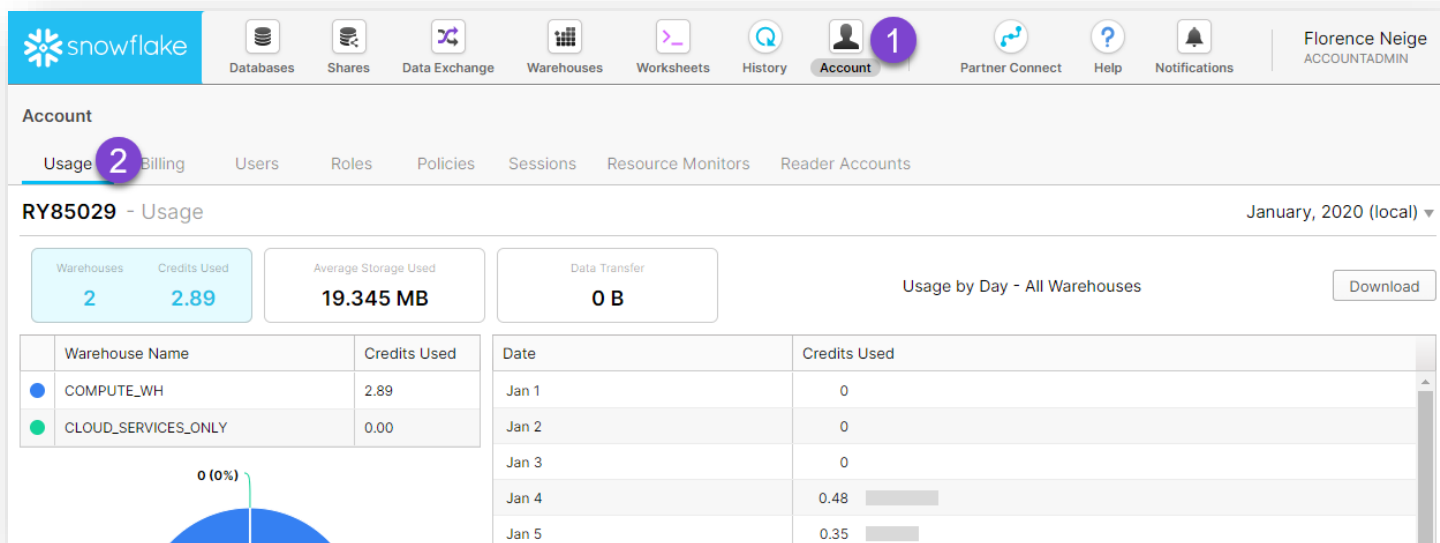 snowflake
Databases Shares Data Exchange Warehouses Worksheets History Account 1 Partner Connect Help Notifications
Florence Neige
ACCOUNTADMIN
Account
Usage 2 Billing Users Roles Policies Sessions Resource Monitors Reader Accounts
RY85029 - Usage January, 2020 (local)
Warehouses Credits Used Average Storage Used Data Transfer
2 2.89 19.345 MB 0 B
Usage by Day - All Warehouses Download
Warehouse Name Credits Used Date Credits Used
COMPUTE_WH 2.89 Jan 1 0
CLOUD_SERVICES_ONLY 0.00 Jan 2 0
0 (0%) Jan 3 0
Jan 4 0.48
Jan 5 0.35